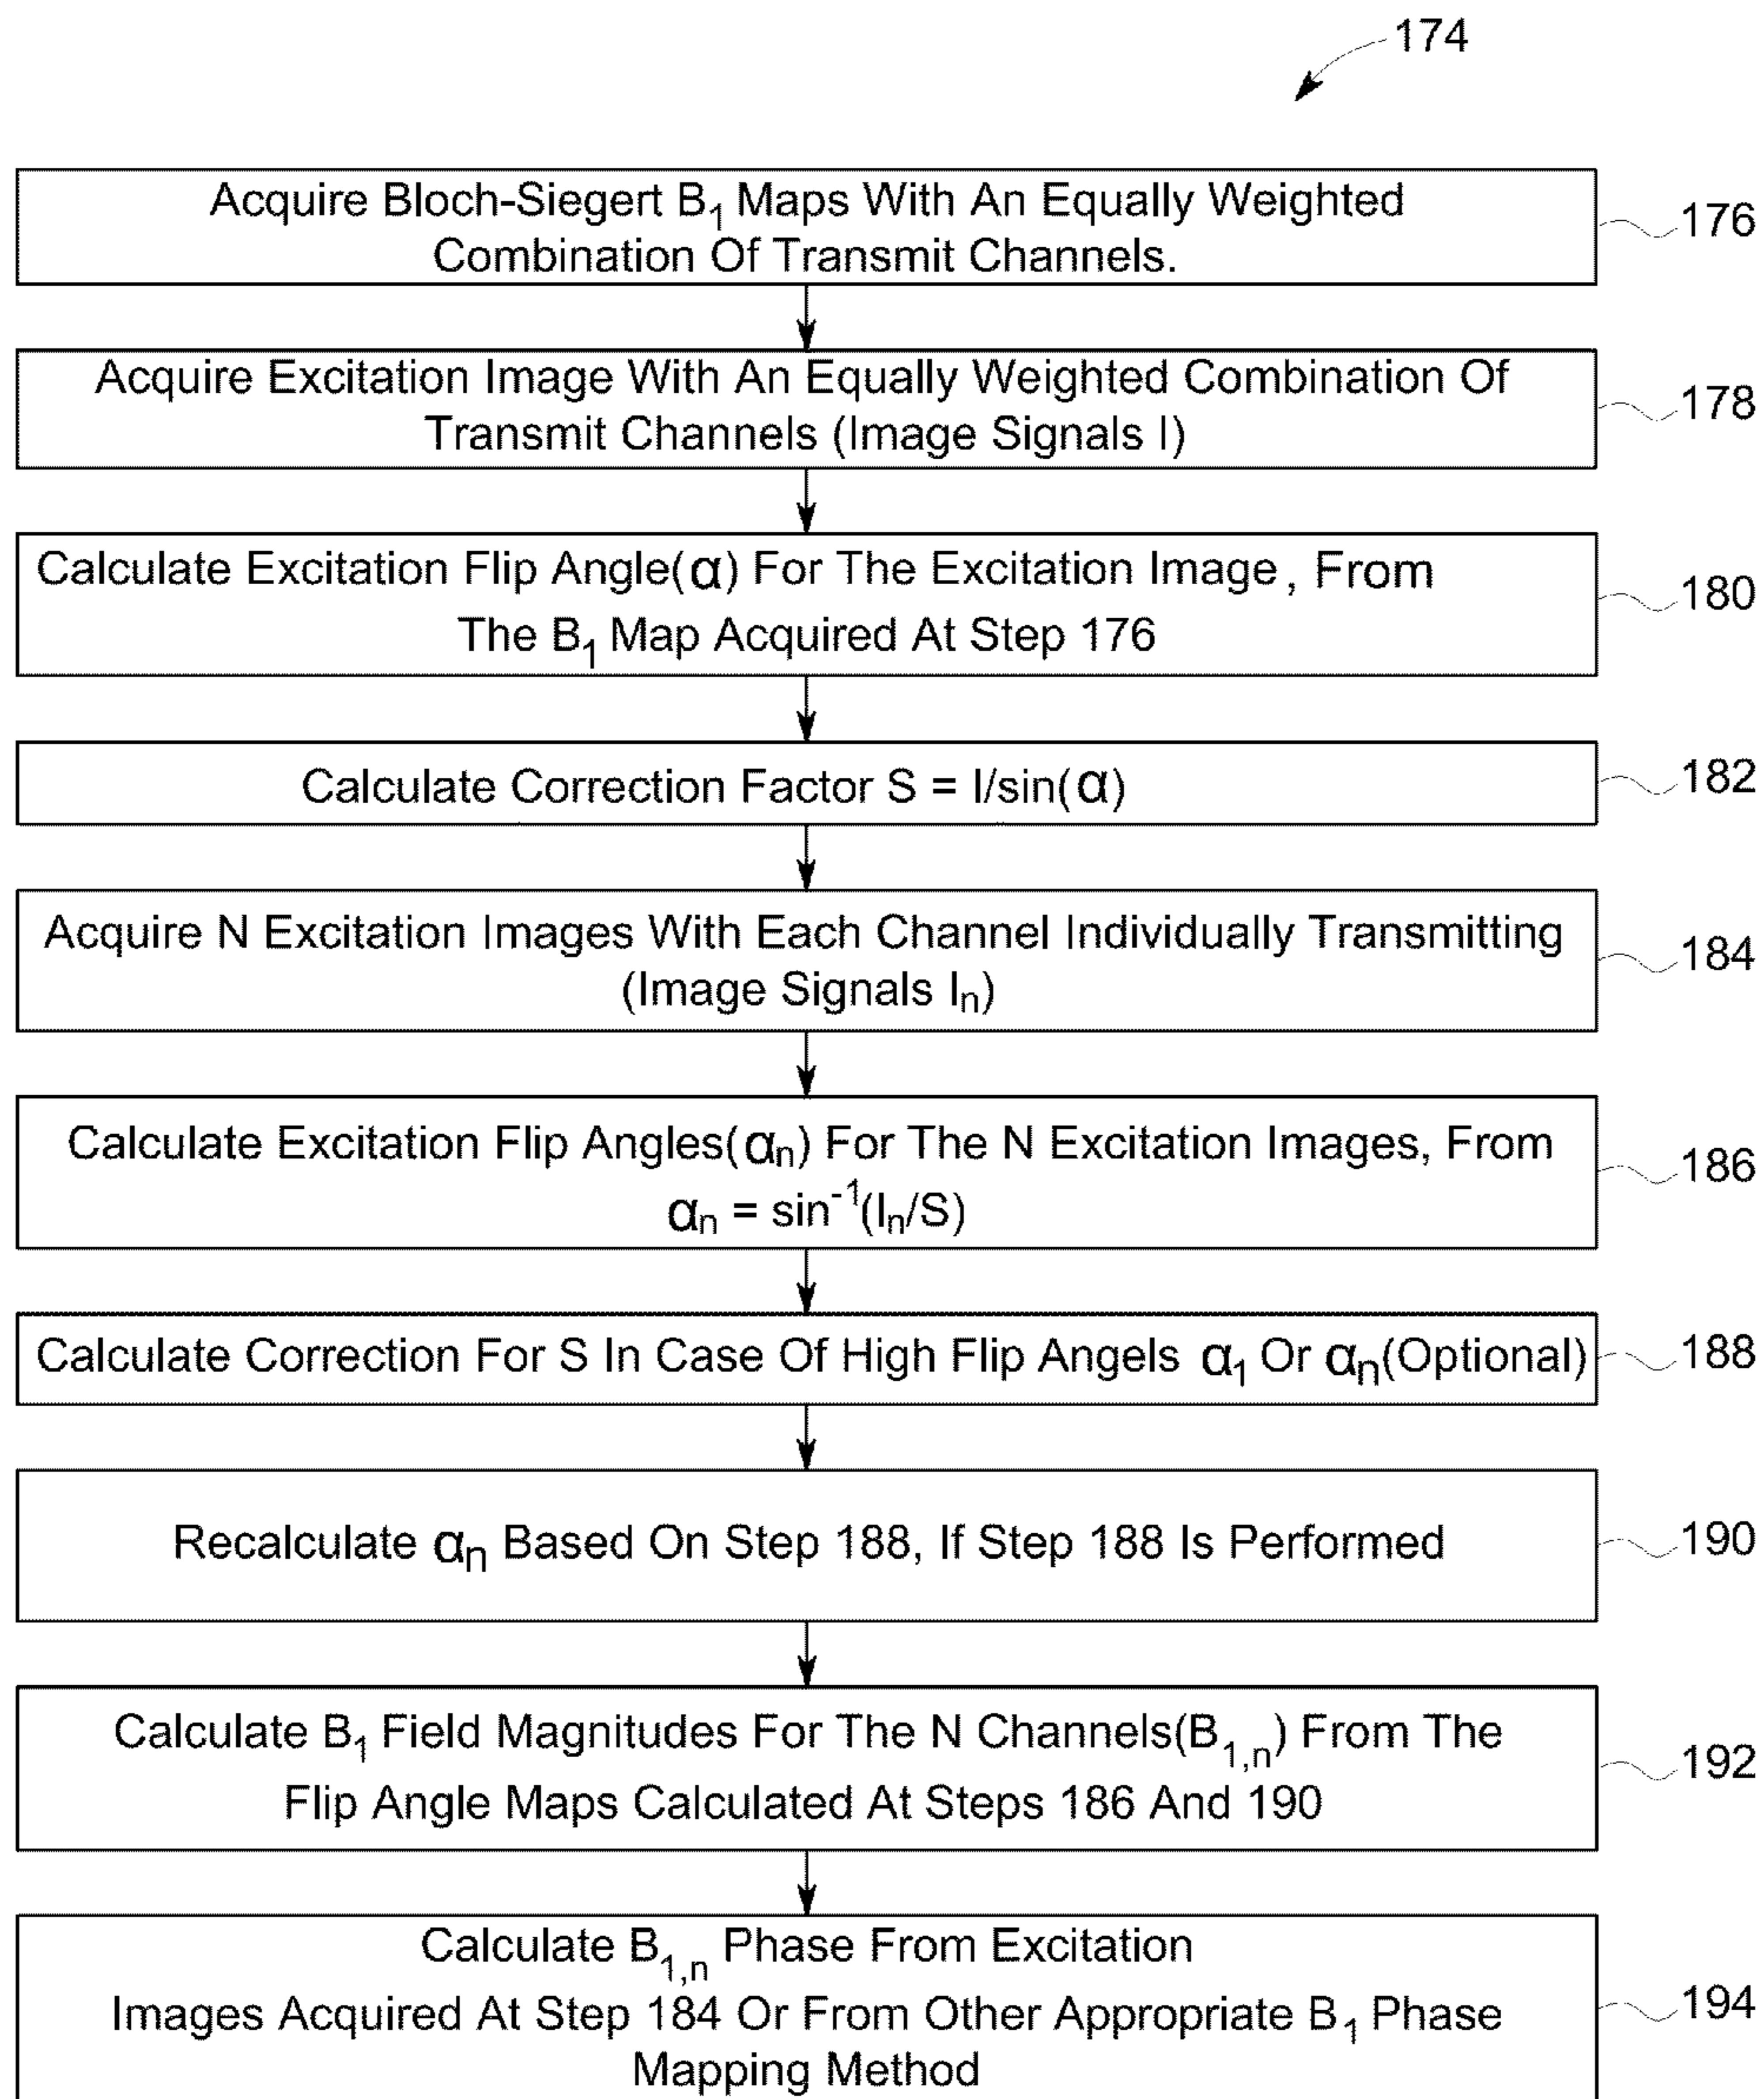 174
Acquire Bloch-Siegert B₁ Maps With An Equally Weighted
Combination Of Transmit Channels.
176
Acquire Excitation Image With An Equally Weighted Combination Of
Transmit Channels (Image Signals I)
178
Calculate Excitation Flip Angle(α) For The Excitation Image, From
The B₁ Map Acquired At Step 176
180
Calculate Correction Factor S = I/sin(α)
182
Acquire N Excitation Images With Each Channel Individually Transmitting
(Image Signals Iₙ)
184
Calculate Excitation Flip Angles(αₙ) For The N Excitation Images, From
αₙ = sin⁻¹(Iₙ/S)
186
Calculate Correction For S In Case Of High Flip Angels α₁ Or αₙ(Optional)
188
Recalculate αₙ Based On Step 188, If Step 188 Is Performed
190
Calculate B₁ Field Magnitudes For The N Channels(B₁,ₙ) From The
Flip Angle Maps Calculated At Steps 186 And 190
192
Calculate B₁,ₙ Phase From Excitation
Images Acquired At Step 184 Or From Other Appropriate B₁ Phase
Mapping Method
194